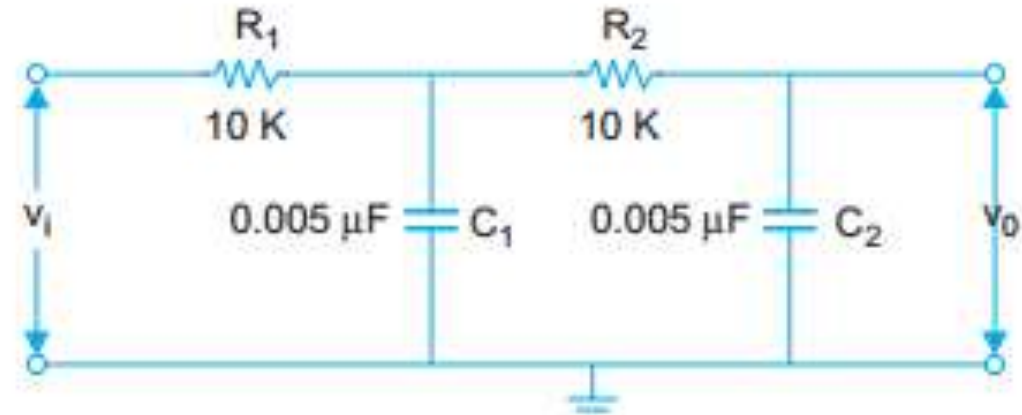 R₁
R₂
10 K
10 K
vᵢ
0.005 μF
C₁
0.005 μF
C₂
v₀